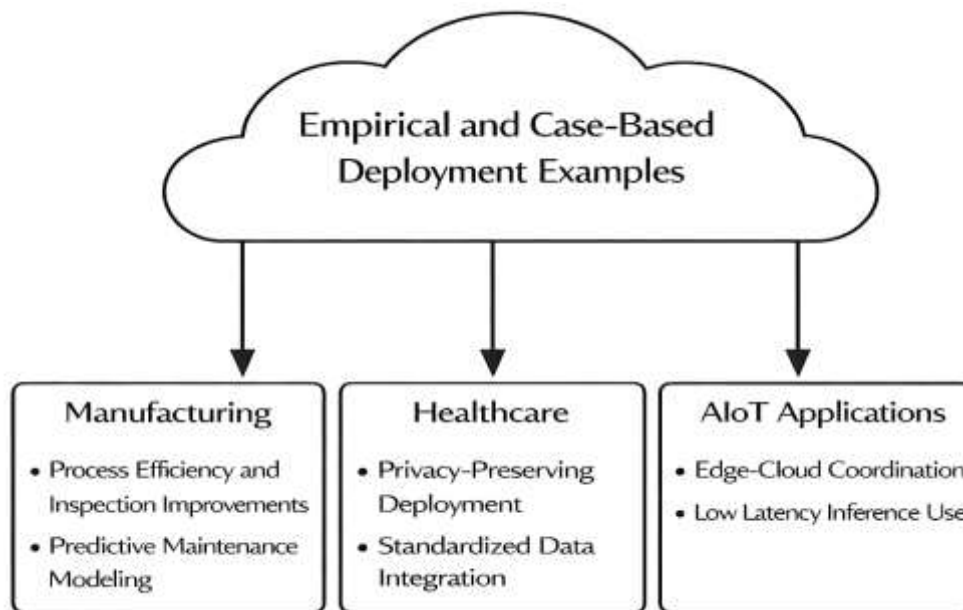 Empirical and Case-Based
Deployment Examples
Manufacturing
• Process Efficiency and
Inspection Improvements
• Predictive Maintenance
Modeling
Healthcare
• Privacy-Preserving
Deployment
• Standardized Data
Integration
AIoT Applications
• Edge-Cloud Coordination
• Low Latency Inference Use